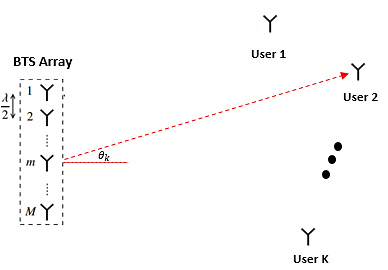 User 1
BTS Array
1
λ/2
2
User 2
m
θk
M
User K